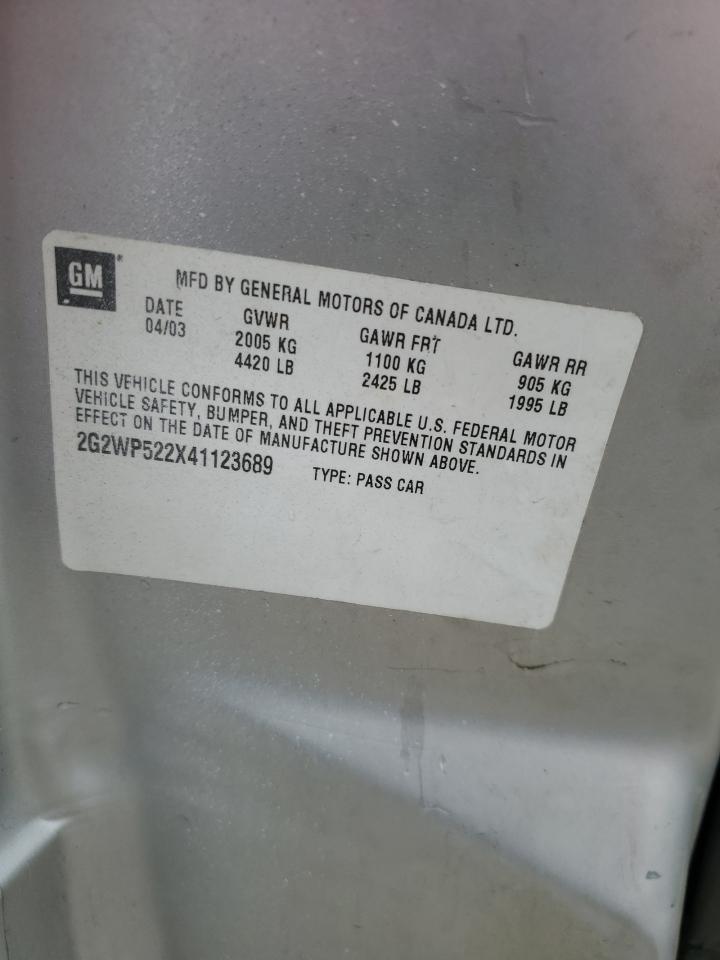 GM
MFD BY GENERAL MOTORS OF CANADA LTD.
DATE GVWR GAWR FRT GAWR RR
04/03 2005 KG 1100 KG 905 KG
4420 LB 2425 LB 1995 LB
THIS VEHICLE CONFORMS TO ALL APPLICABLE U.S. FEDERAL MOTOR
VEHICLE SAFETY, BUMPER, AND THEFT PREVENTION STANDARDS IN
EFFECT ON THE DATE OF MANUFACTURE SHOWN ABOVE.
2G2WP522X41123689 TYPE: PASS CAR